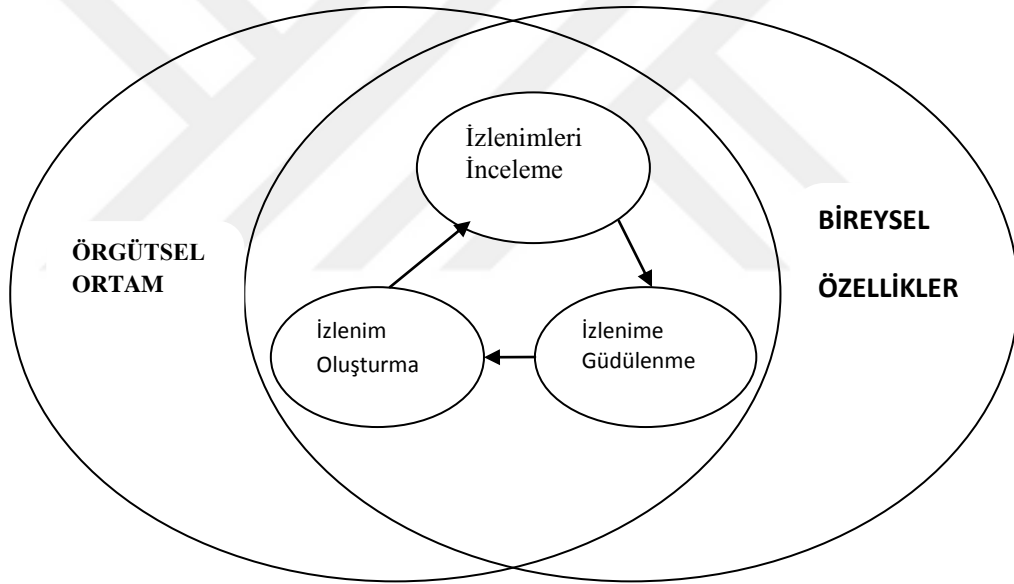 İzlenimleri
İnceleme
ÖRGÜTSEL
ORTAM
BİREYSEL
ÖZELLİKLER
İzlenim
Oluşturma
İzlenime
Güdülenme